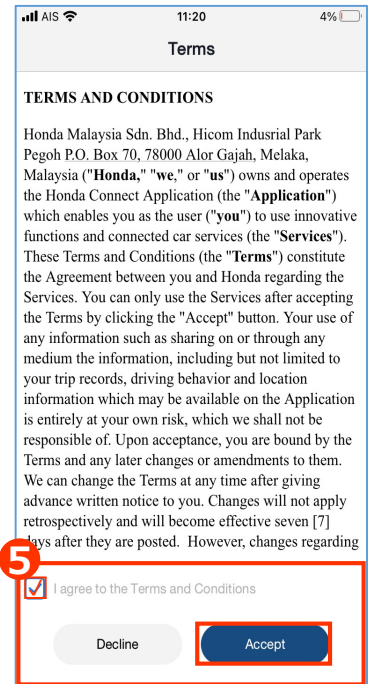 AIS 11:20 4%
Terms
TERMS AND CONDITIONS
Honda Malaysia Sdn. Bhd., Hicom Indusrial Park
Pegoh P.O. Box 70, 78000 Alor Gajah, Melaka,
Malaysia ("Honda," "we," or "us") owns and operates
the Honda Connect Application (the "Application")
which enables you as the user ("you") to use innovative
functions and connected car services (the "Services").
These Terms and Conditions (the "Terms") constitute
the Agreement between you and Honda regarding the
Services. You can only use the Services after accepting
the Terms by clicking the "Accept" button. Your use of
any information such as sharing on or through any
medium the information, including but not limited to
your trip records, driving behavior and location
information which may be available on the Application
is entirely at your own risk, which we shall not be
responsible of. Upon acceptance, you are bound by the
Terms and any later changes or amendments to them.
We can change the Terms at any time after giving
advance written notice to you. Changes will not apply
retrospectively and will become effective seven [7]
days after they are posted. However, changes regarding
5
I agree to the Terms and Conditions
Decline Accept